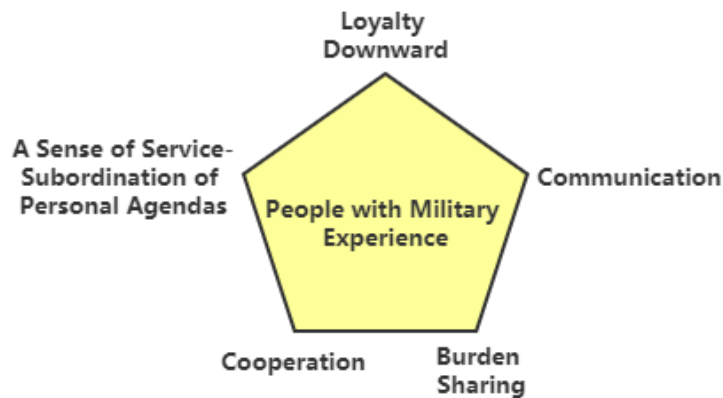 Loyalty
Downward
A Sense of Service-
Subordination of
Personal Agendas
Communication
People with Military
Experience
Cooperation
Burden
Sharing